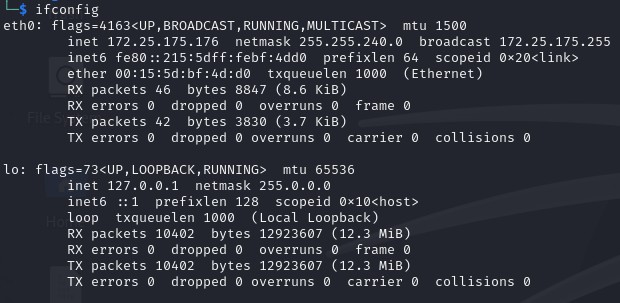 └─$ ifconfig
eth0: flags=4163<UP,BROADCAST,RUNNING,MULTICAST>  mtu 1500
        inet 172.25.175.176  netmask 255.255.240.0  broadcast 172.25.175.255
        inet6 fe80::215:5dff:febf:4dd0  prefixlen 64  scopeid 0×20<link>
        ether 00:15:5d:bf:4d:d0  txqueuelen 1000  (Ethernet)
        RX packets 46  bytes 8847 (8.6 KiB)
        RX errors 0  dropped 0  overruns 0  frame 0
        TX packets 42  bytes 3830 (3.7 KiB)
        TX errors 0  dropped 0 overruns 0  carrier 0  collisions 0

lo: flags=73<UP,LOOPBACK,RUNNING>  mtu 65536
        inet 127.0.0.1  netmask 255.0.0.0
        inet6 ::1  prefixlen 128  scopeid 0×10<host>
        loop  txqueuelen 1000  (Local Loopback)
        RX packets 10402  bytes 12923607 (12.3 MiB)
        RX errors 0  dropped 0  overruns 0  frame 0
        TX packets 10402  bytes 12923607 (12.3 MiB)
        TX errors 0  dropped 0 overruns 0  carrier 0  collisions 0